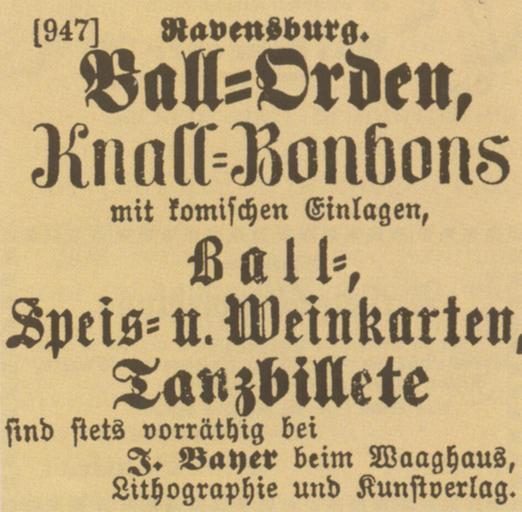 [947] Ravensburg.
Ball-Orden,
Knall-Bonbons
mit komischen Einlagen,
Ball-,
Speis- u. Weinkarten,
Tanzbillete
sind stets vorräthig bei
J. Bayer beim Waaghaus,
Lithographie und Kunstverlag.